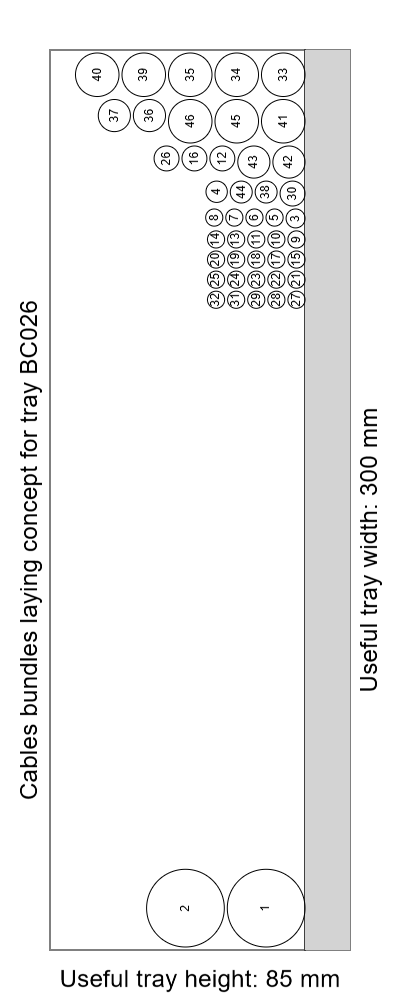 Cables bundles laying concept for tray BC026
40 39 35 34 33
37 36 46 45 41
26 16 12 43 42
4 44 38 30
8 7 6 5 3
14 13 11 10 9
20 19 18 17 15
25 24 23 22 21
32 31 29 28 27
2 1
Useful tray width: 300 mm
Useful tray height: 85 mm